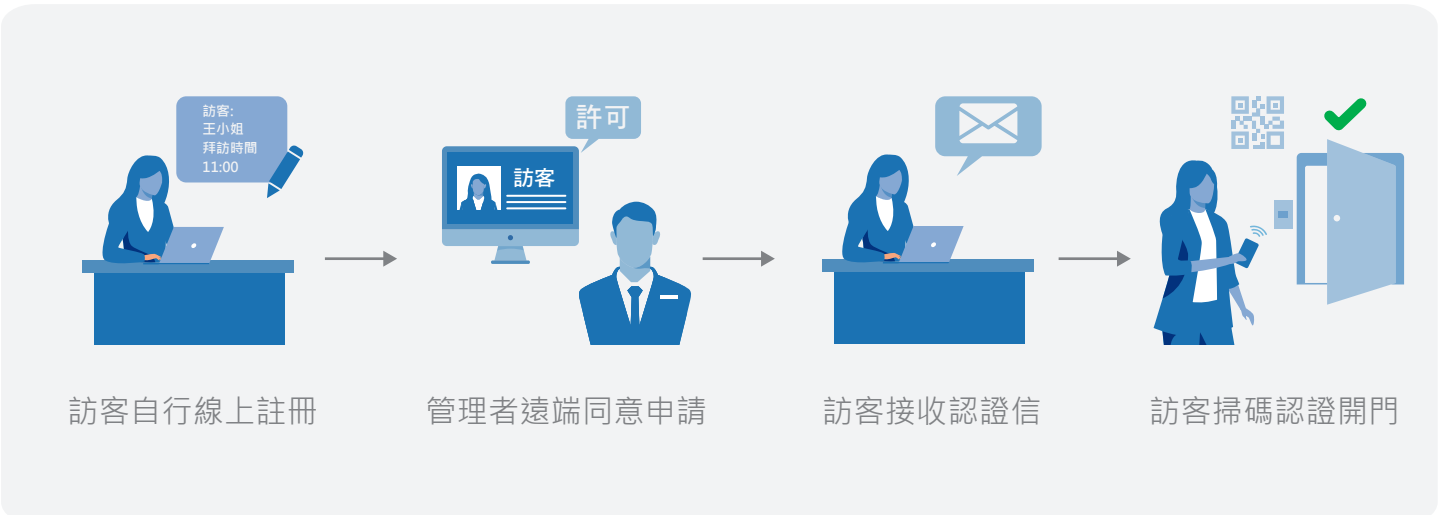 訪客:
王小姐
拜訪時間
11:00
許可
訪客
訪客自行線上註冊
管理者遠端同意申請
訪客接收認證信
訪客掃碼認證開門